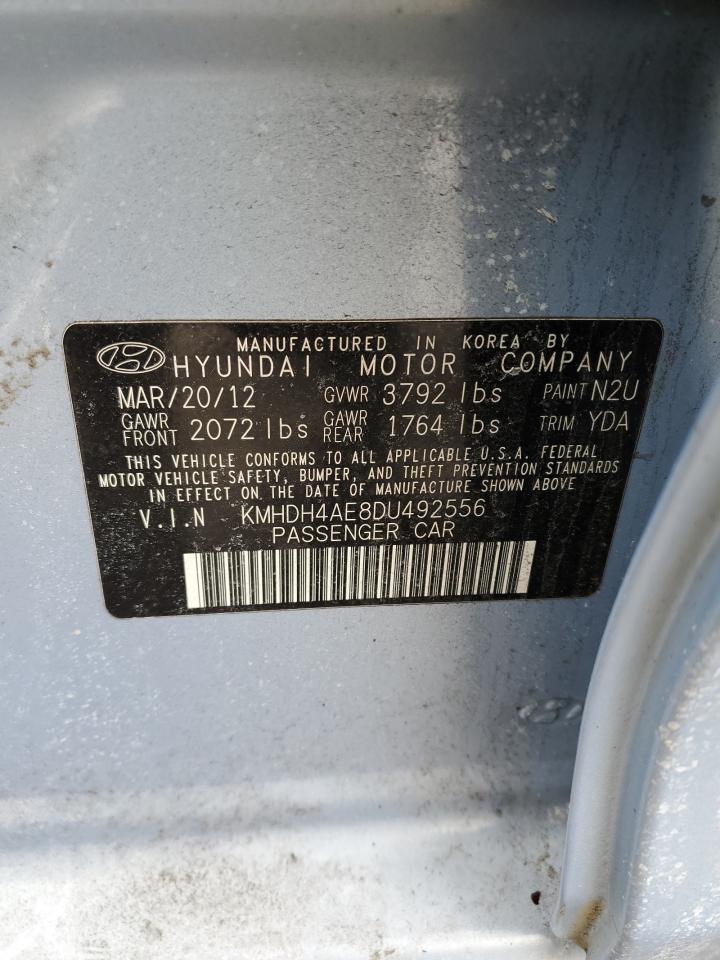 MANUFACTURED IN KOREA BY
HYUNDAI MOTOR COMPANY
MAR/20/12 GVWR 3792 lbs PAINT N2U
GAWR FRONT 2072 lbs GAWR REAR 1764 lbs TRIM YDA
THIS VEHICLE CONFORMS TO ALL APPLICABLE U.S.A. FEDERAL
MOTOR VEHICLE SAFETY, BUMPER, AND THEFT PREVENTION STANDARDS
IN EFFECT ON THE DATE OF MANUFACTURE SHOWN ABOVE.
V.I.N KMHDH4AE8DU492556
PASSENGER CAR